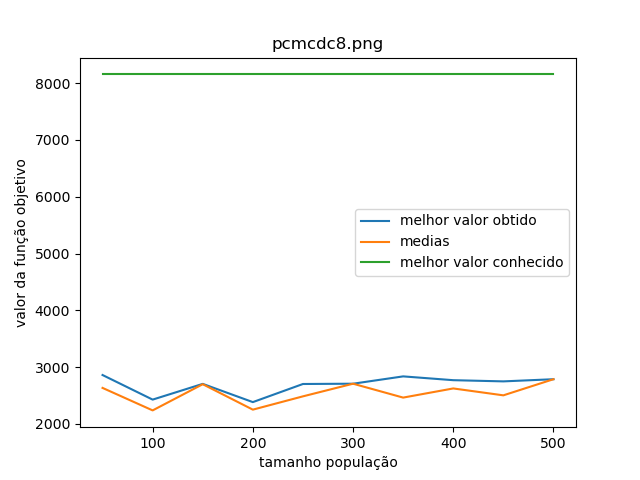 pcmcdc8.png
8000
7000
6000
5000
4000
3000
2000
valor da função objetivo
melhor valor obtido
medias
melhor valor conhecido
100 200 300 400 500
tamanho população